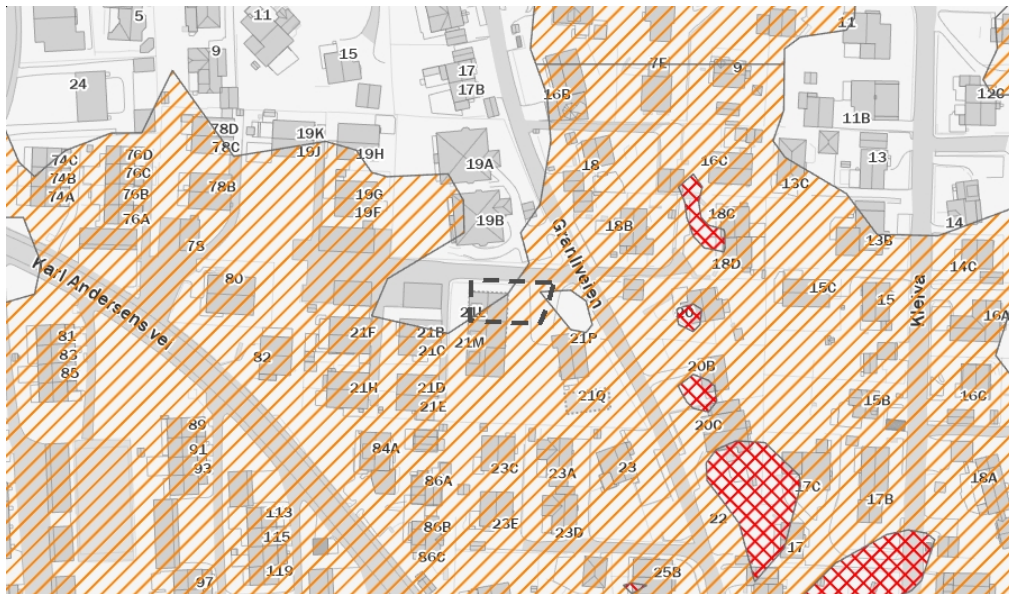 5
11
11
9
15
17
7E
9
24
17B
16B
12C
11B
78D
19K
78C
19J
19H
13
74C
76D
19A
18
16C
74B
76C
13C
74A
76B
78B
19G
19F
18C
76A
19B
18B
14
78
Granliveien
13B
18D
14C
Karl Andersens vei
80
15C
15
Kleiva
21L
16A
81
21F
21B
21P
83
82
21C
21M
20B
85
21H
21D
21Q
16C
21E
15B
20C
89
91
84A
23C
23A
23
93
86A
17C
18A
17B
113
23E
22
115
86B
23D
17
86C
119
97
25B